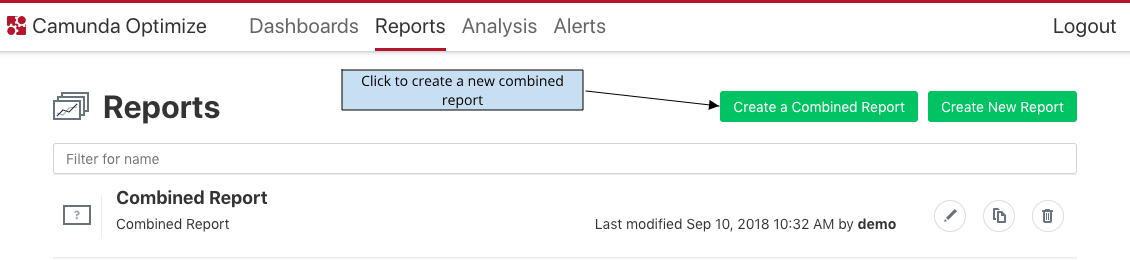 Camunda Optimize Dashboards Reports Analysis Alerts Logout
Click to create a new combined
report
Reports
Create a Combined Report
Create New Report
Filter for name
Combined Report
?
Combined Report
Last modified Sep 10, 2018 10:32 AM by demo